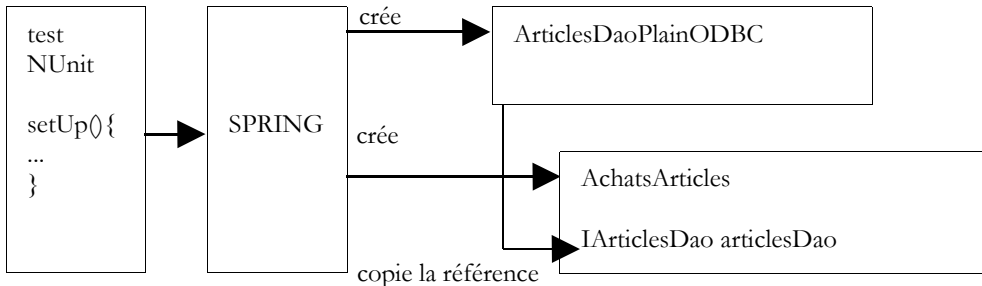 test
NUnit
setUp(){
...
}
SPRING
crée
ArticlesDaoPlainODBC
crée
AchatsArticles
IArticlesDao articlesDao
copie la référence